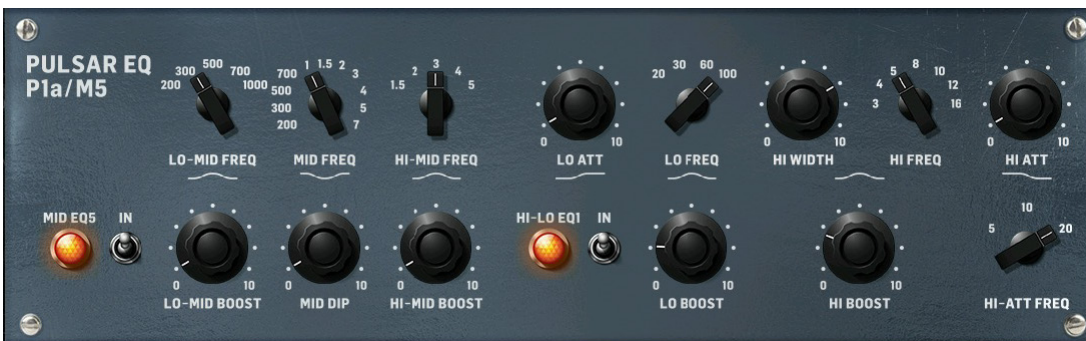 PULSAR EQ
P1a/M5
200 300 500 700 1000
LO-MID FREQ
200 300 500 700 1 1.5 2 3 4 5 7
MID FREQ
1.5 2 3 4 5
HI-MID FREQ
0 10
LO ATT
20 30 60 100
LO FREQ
0 10
HI WIDTH
3 4 5 8 10 12 16
HI FREQ
0 10
HI ATT
MID EQ5
IN
0 10
LO-MID BOOST
0 10
MID DIP
0 10
HI-MID BOOST
HI-LO EQ1
IN
0 10
LO BOOST
0 10
HI BOOST
5 10 20
HI-ATT FREQ